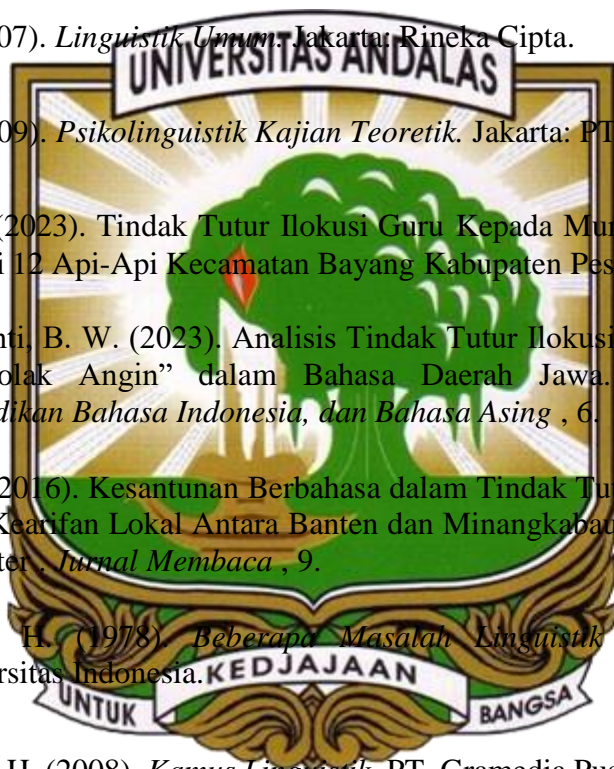 07). Linguistik Umum. Jakarta: Rineka Cipta.
UNIVERSITAS ANDALAS
09). Psikolinguistik Kajian Teoretik. Jakarta: PT
(2023). Tindak Tutur Ilokusi Guru Kepada Mur
i 12 Api-Api Kecamatan Bayang Kabupaten Pes
nti, B. W. (2023). Analisis Tindak Tutur Ilokusi
olak Angin” dalam Bahasa Daerah Jawa.
dikan Bahasa Indonesia, dan Bahasa Asing , 6.
2016). Kesantunan Berbahasa dalam Tindak Tu
Kearifan Lokal Antara Banten dan Minangkabau
ter . Jurnal Membaca , 9.
H. (1978). Beberapa Masalah Linguistik
rsitas Indonesia.
KEDJAJAAN
UNTUK BANGSA
H. (2008). Kamus Linguistik. PT. Gramedia Pus